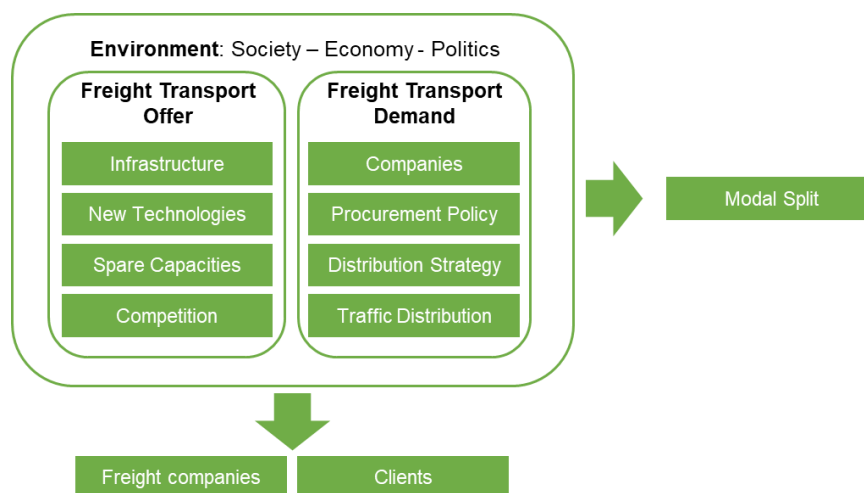 Environment: Society – Economy - Politics
Freight Transport
Offer
Infrastructure
New Technologies
Spare Capacities
Competition
Freight Transport
Demand
Companies
Procurement Policy
Distribution Strategy
Traffic Distribution
Modal Split
Freight companies
Clients